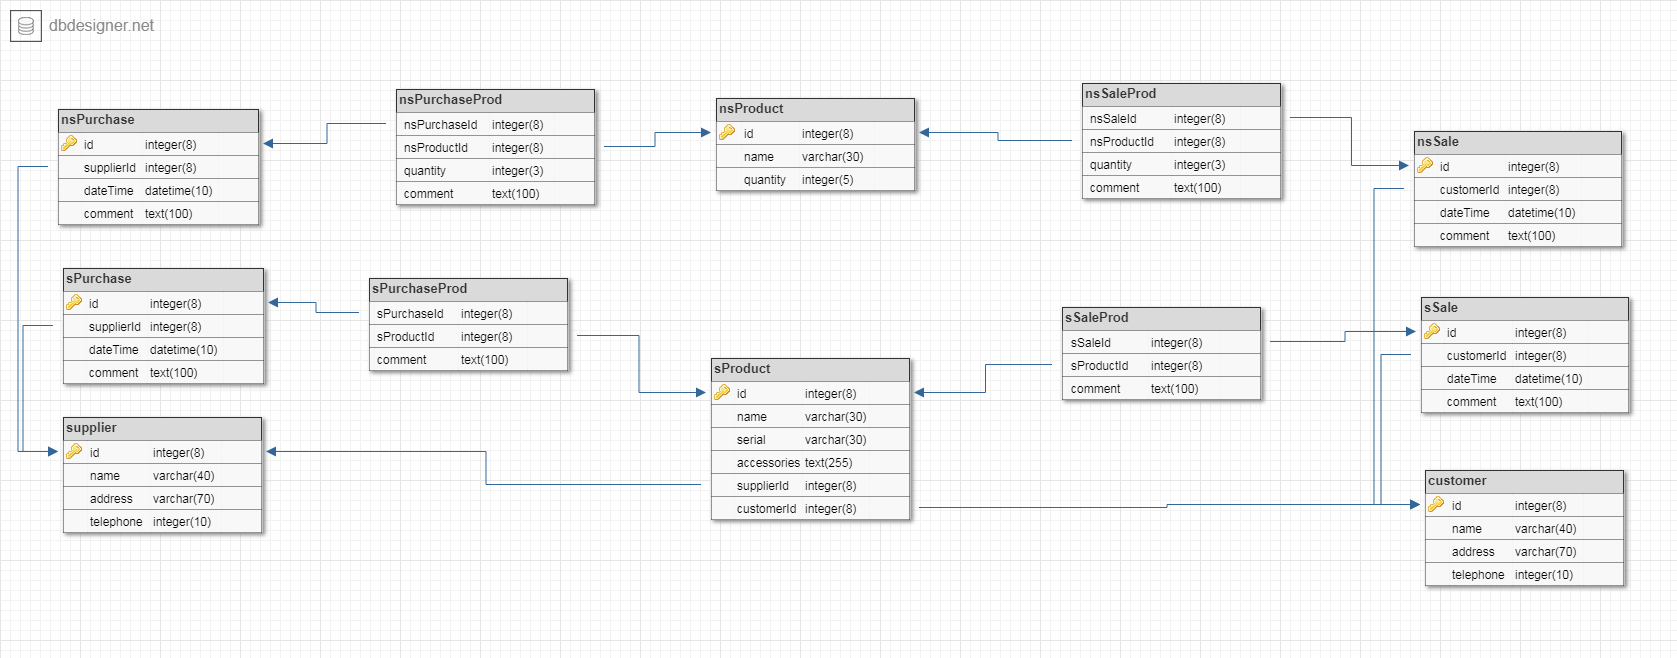 dbdesigner.net
nsPurchase
id integer(8)
supplierId integer(8)
dateTime datetime(10)
comment text(100)
nsPurchaseProd
nsPurchaseId integer(8)
nsProductId integer(8)
quantity integer(3)
comment text(100)
nsProduct
id integer(8)
name varchar(30)
quantity integer(5)
nsSaleProd
nsSaleId integer(8)
nsProductId integer(8)
quantity integer(3)
comment text(100)
nsSale
id integer(8)
customerId integer(8)
dateTime datetime(10)
comment text(100)
sPurchase
id integer(8)
supplierId integer(8)
dateTime datetime(10)
comment text(100)
sPurchaseProd
sPurchaseId integer(8)
sProductId integer(8)
comment text(100)
sProduct
id integer(8)
name varchar(30)
serial varchar(30)
accessories text(255)
supplierId integer(8)
customerId integer(8)
sSaleProd
sSaleId integer(8)
sProductId integer(8)
comment text(100)
sSale
id integer(8)
customerId integer(8)
dateTime datetime(10)
comment text(100)
supplier
id integer(8)
name varchar(40)
address varchar(70)
telephone integer(10)
customer
id integer(8)
name varchar(40)
address varchar(70)
telephone integer(10)